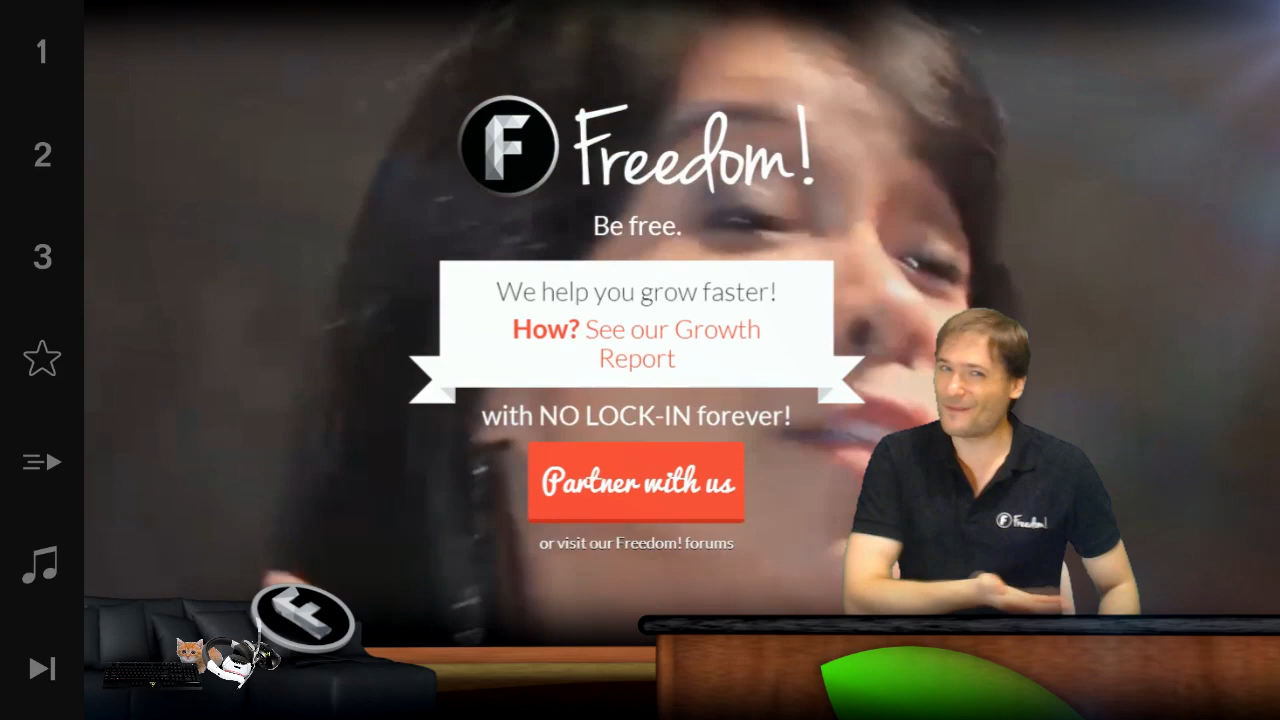 1
2
3
F Freedom!
Be free.
We help you grow faster!
How? See our Growth
Report
with NO LOCK-IN forever!
Partner with us
or visit our Freedom! forums
F Freedom!
F